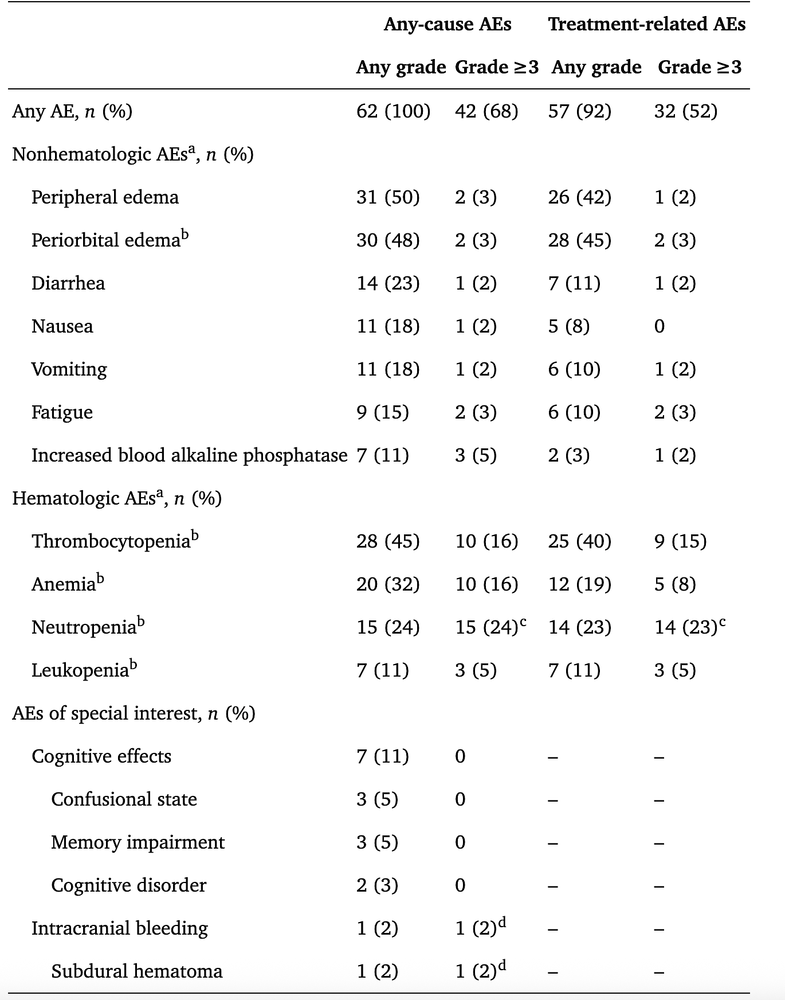 Any-cause AEs Treatment-related AEs
Any grade Grade ≥3 Any grade Grade ≥3
Any AE, n (%) 62 (100) 42 (68) 57 (92) 32 (52)
Nonhematologic AEsᵃ, n (%)
Peripheral edema 31 (50) 2 (3) 26 (42) 1 (2)
Periorbital edemaᵇ 30 (48) 2 (3) 28 (45) 2 (3)
Diarrhea 14 (23) 1 (2) 7 (11) 1 (2)
Nausea 11 (18) 1 (2) 5 (8) 0
Vomiting 11 (18) 1 (2) 6 (10) 1 (2)
Fatigue 9 (15) 2 (3) 6 (10) 2 (3)
Increased blood alkaline phosphatase 7 (11) 3 (5) 2 (3) 1 (2)
Hematologic AEsᵃ, n (%)
Thrombocytopeniaᵇ 28 (45) 10 (16) 25 (40) 9 (15)
Anemiaᵇ 20 (32) 10 (16) 12 (19) 5 (8)
Neutropeniaᵇ 15 (24) 15 (24)ᶜ 14 (23) 14 (23)ᶜ
Leukopeniaᵇ 7 (11) 3 (5) 7 (11) 3 (5)
AEs of special interest, n (%)
Cognitive effects 7 (11) 0 – –
Confusional state 3 (5) 0 – –
Memory impairment 3 (5) 0 – –
Cognitive disorder 2 (3) 0 – –
Intracranial bleeding 1 (2) 1 (2)ᵈ – –
Subdural hematoma 1 (2) 1 (2)ᵈ – –